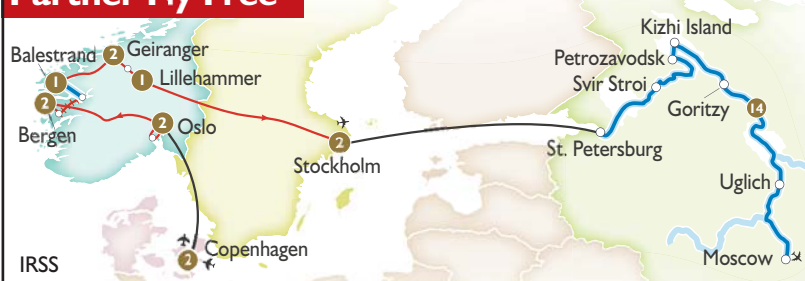 Partner Fly Free
Kizhi Island
Balestrand
2
Geiranger
Petrozavodsk
1
1
Lillehammer
Svir Stroi
2
Goritzy
14
Bergen
2
Oslo
2
Stockholm
St. Petersburg
Uglich
2
Copenhagen
Moscow
IRSS